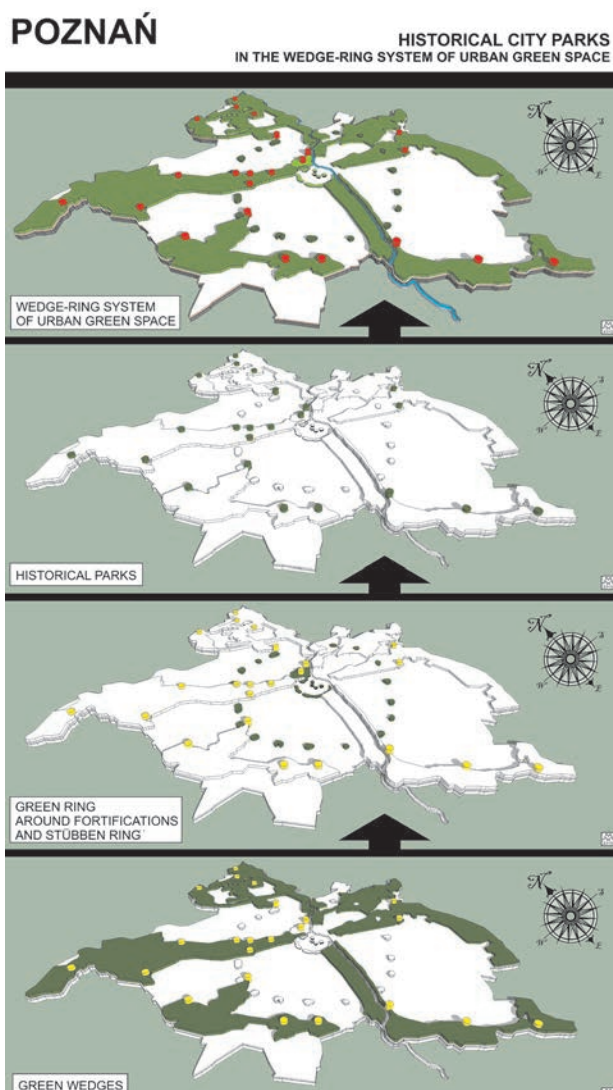 POZNAŃ
HISTORICAL CITY PARKS
IN THE WEDGE-RING SYSTEM OF URBAN GREEN SPACE
N
S
W
E
WEDGE-RING SYSTEM
OF URBAN GREEN SPACE
N
S
W
E
HISTORICAL PARKS
N
S
W
E
GREEN RING
AROUND FORTIFICATIONS
AND STÜBBEN RING
N
S
W
E
GREEN WEDGES